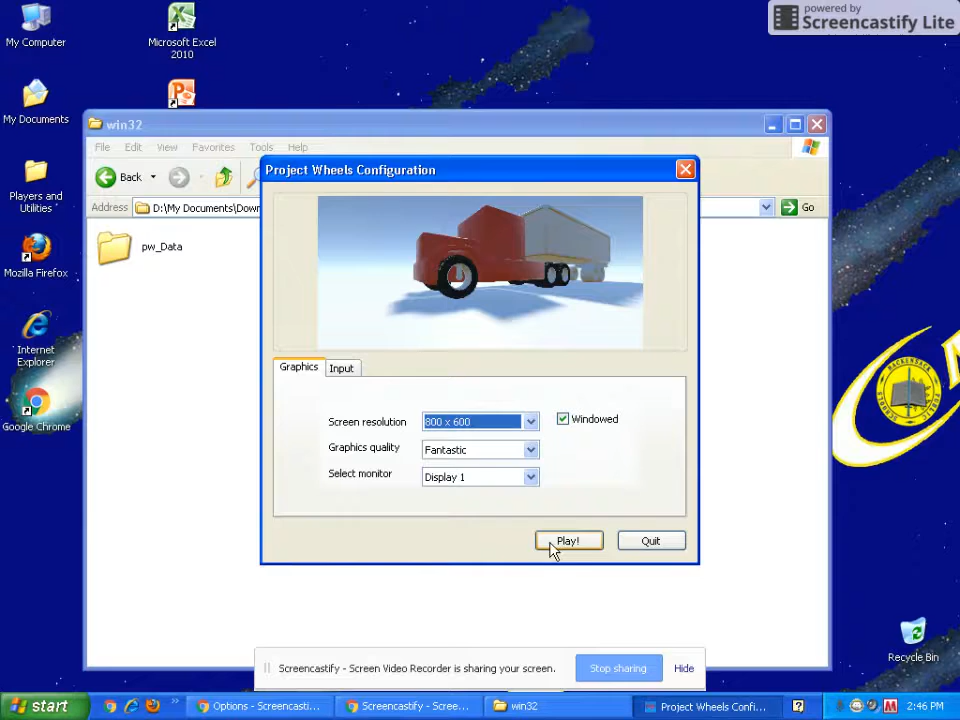 My Computer
Microsoft Excel
2010
powered by
Screencastify Lite
My Documents
Players and
Utilities
Mozilla Firefox
Internet
Explorer
Google Chrome
win32
File Edit View Favorites Tools Help
Back
Address D:\My Documents\Down
Go
pw_Data
Project Wheels Configuration
Graphics Input
Screen resolution 800 x 600 Windowed
Graphics quality Fantastic
Select monitor Display 1
Play! Quit
HACKENSACK
Recycle Bin
Screencastify - Screen Video Recorder is sharing your screen. Stop sharing Hide
start Options - Screencasti... Screencastify - Scree... win32 Project Wheels Confi... 2:46 PM